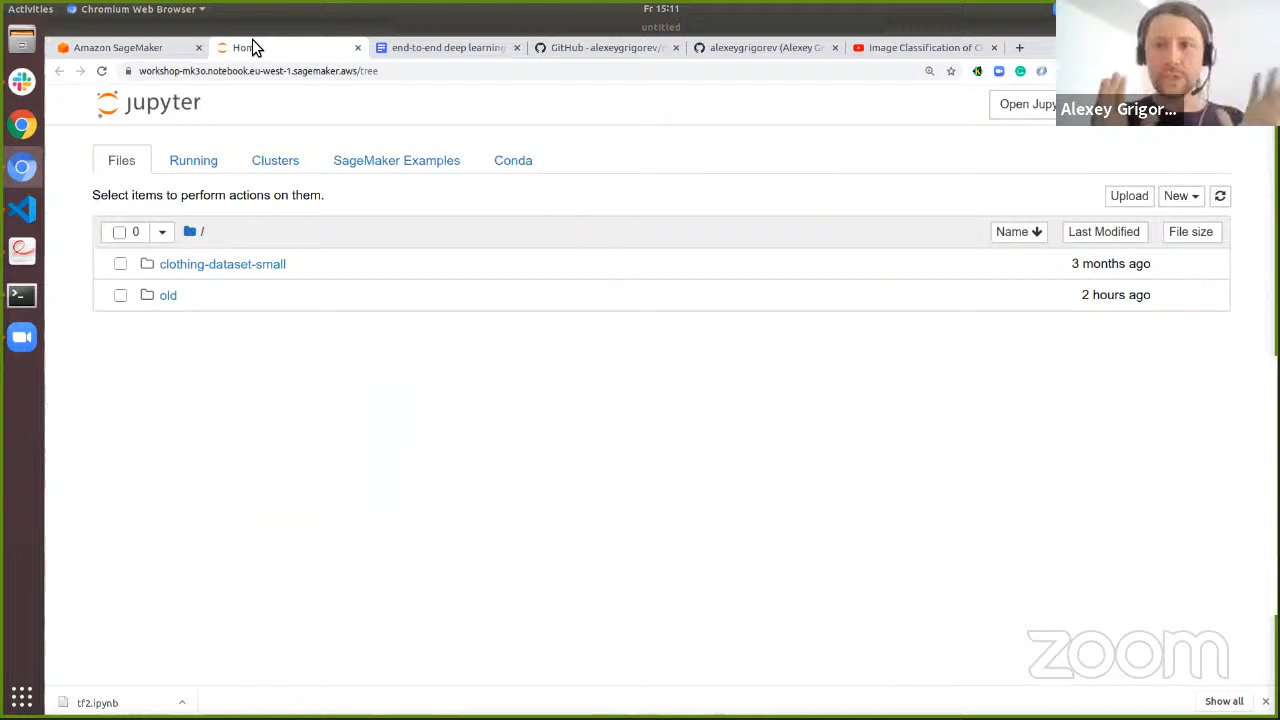 Activities Chromium Web Browser Fr 15:11
untitled
Amazon SageMaker Hom end-to-end deep learning GitHub - alexeygrigorev/ alexeygrigorev (Alexey G Image Classification of C
workshop-mk3o.notebook.eu-west-1.sagemaker.aws/tree
jupyter Open Jupy
Alexey Grigor...
Files Running Clusters SageMaker Examples Conda
Select items to perform actions on them. Upload New
0 / Name Last Modified File size
clothing-dataset-small 3 months ago
old 2 hours ago
zoom
tf2.ipynb Show all